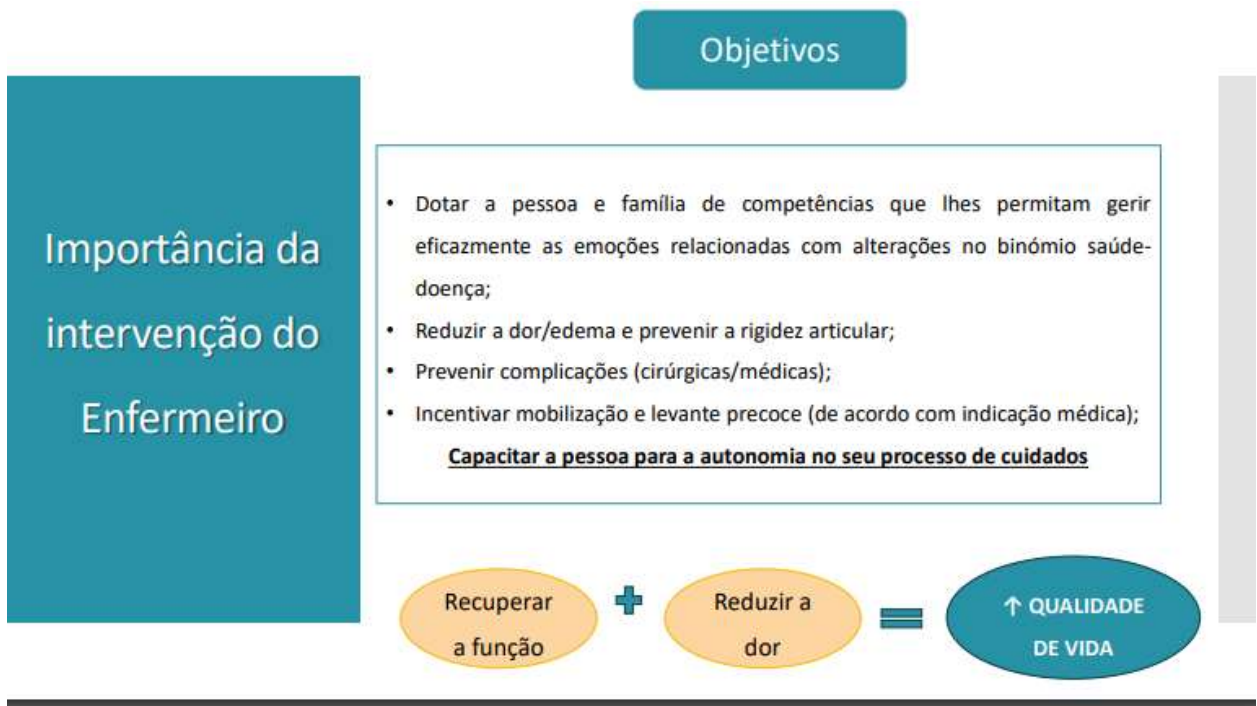 Objetivos
Importância da
intervenção do
Enfermeiro
• Dotar a pessoa e família de competências que lhes permitam gerir
eficazmente as emoções relacionadas com alterações no binómio saúde-
doença;
• Reduzir a dor/edema e prevenir a rigidez articular;
• Prevenir complicações (cirúrgicas/médicas);
• Incentivar mobilização e levante precoce (de acordo com indicação médica);
Capacitar a pessoa para a autonomia no seu processo de cuidados
Recuperar
a função
Reduzir a
dor
↑ QUALIDADE
DE VIDA